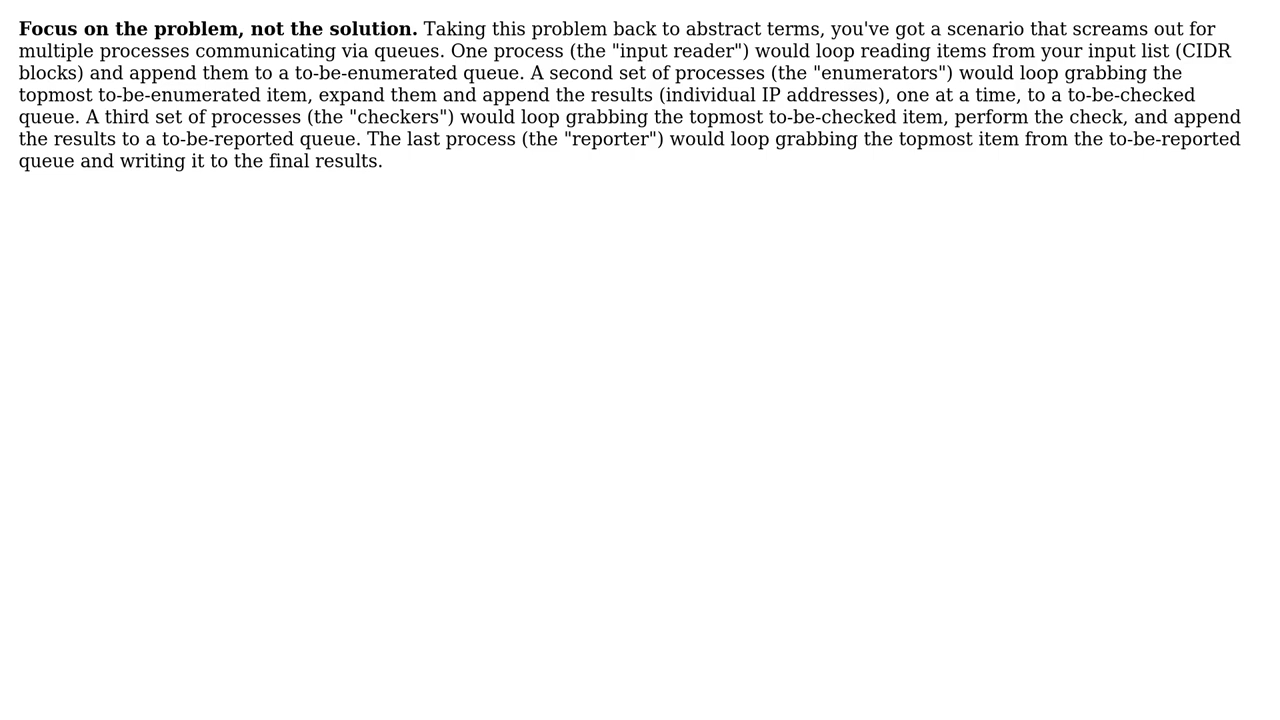 Focus on the problem, not the solution. Taking this problem back to abstract terms, you've got a scenario that screams out for
multiple processes communicating via queues. One process (the "input reader") would loop reading items from your input list (CIDR
blocks) and append them to a to-be-enumerated queue. A second set of processes (the "enumerators") would loop grabbing the
topmost to-be-enumerated item, expand them and append the results (individual IP addresses), one at a time, to a to-be-checked
queue. A third set of processes (the "checkers") would loop grabbing the topmost to-be-checked item, perform the check, and append
the results to a to-be-reported queue. The last process (the "reporter") would loop grabbing the topmost item from the to-be-reported
queue and writing it to the final results.